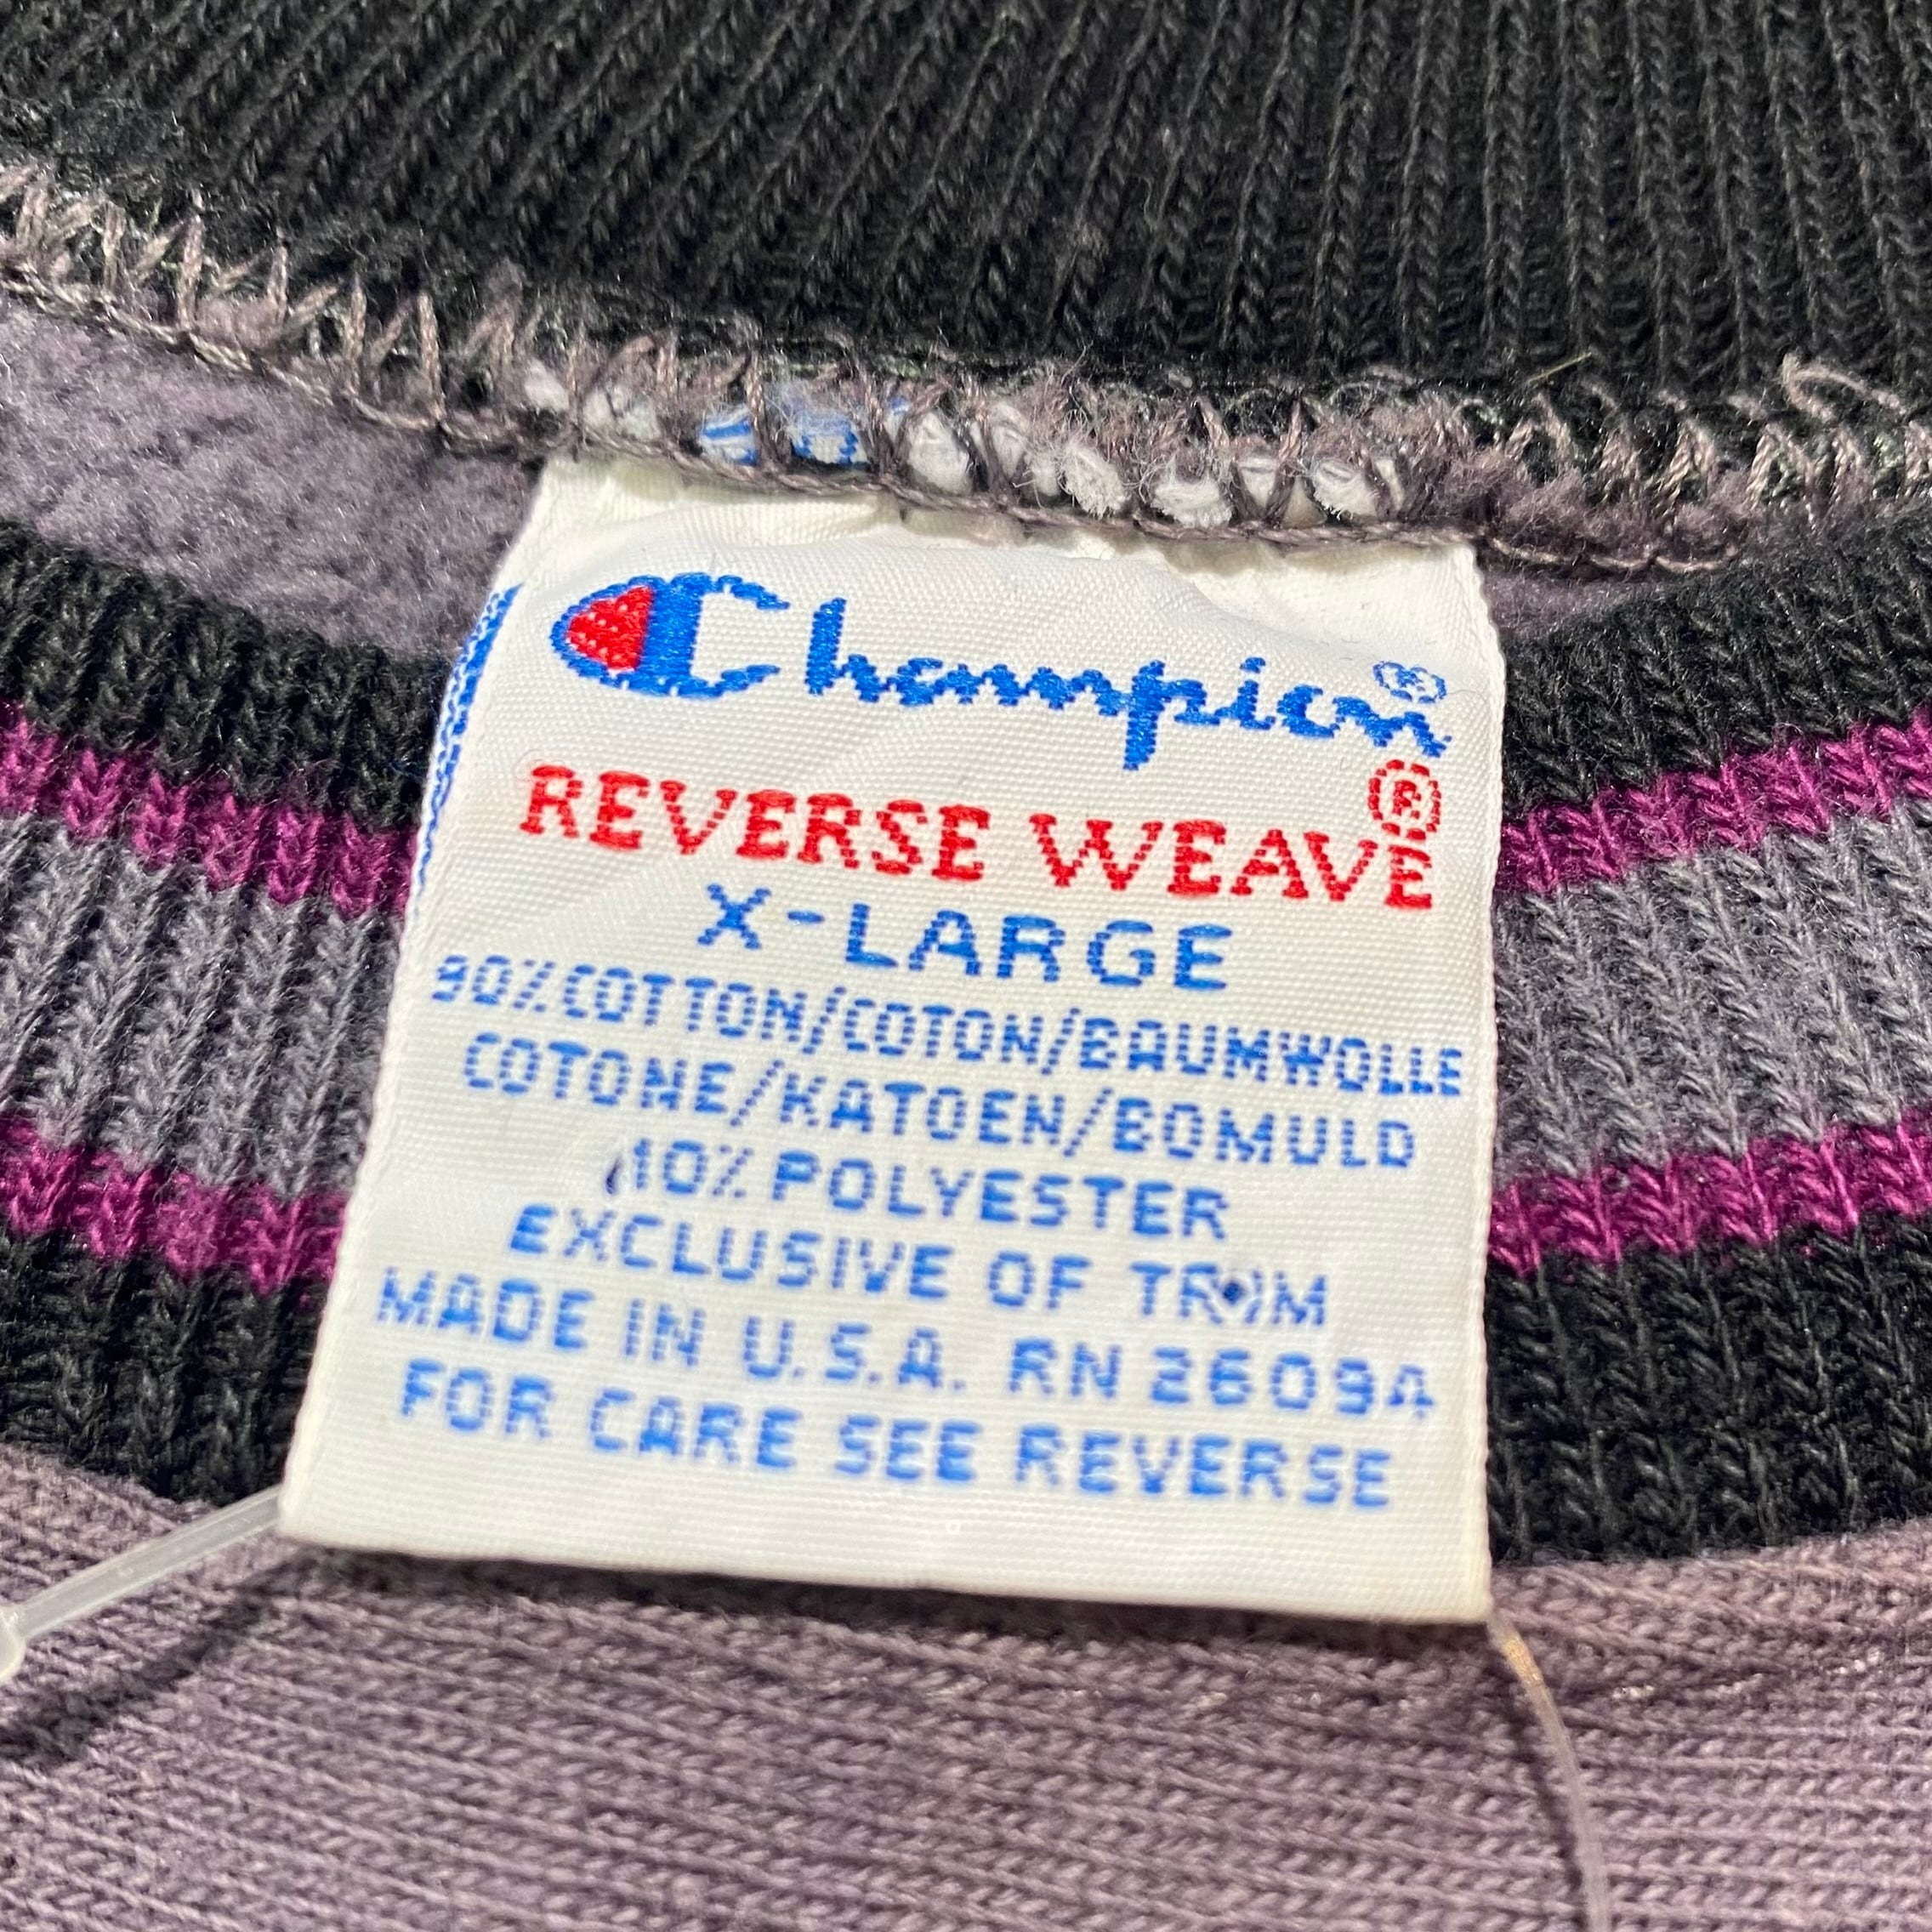 Champion®
REVERSE WEAVE®
X-LARGE
90% COTTON/COTON/BAUMWOLLE
COTONE/KATOEN/BOMULD
10% POLYESTER
EXCLUSIVE OF TRIM
MADE IN U.S.A. RN 26094
FOR CARE SEE REVERSE